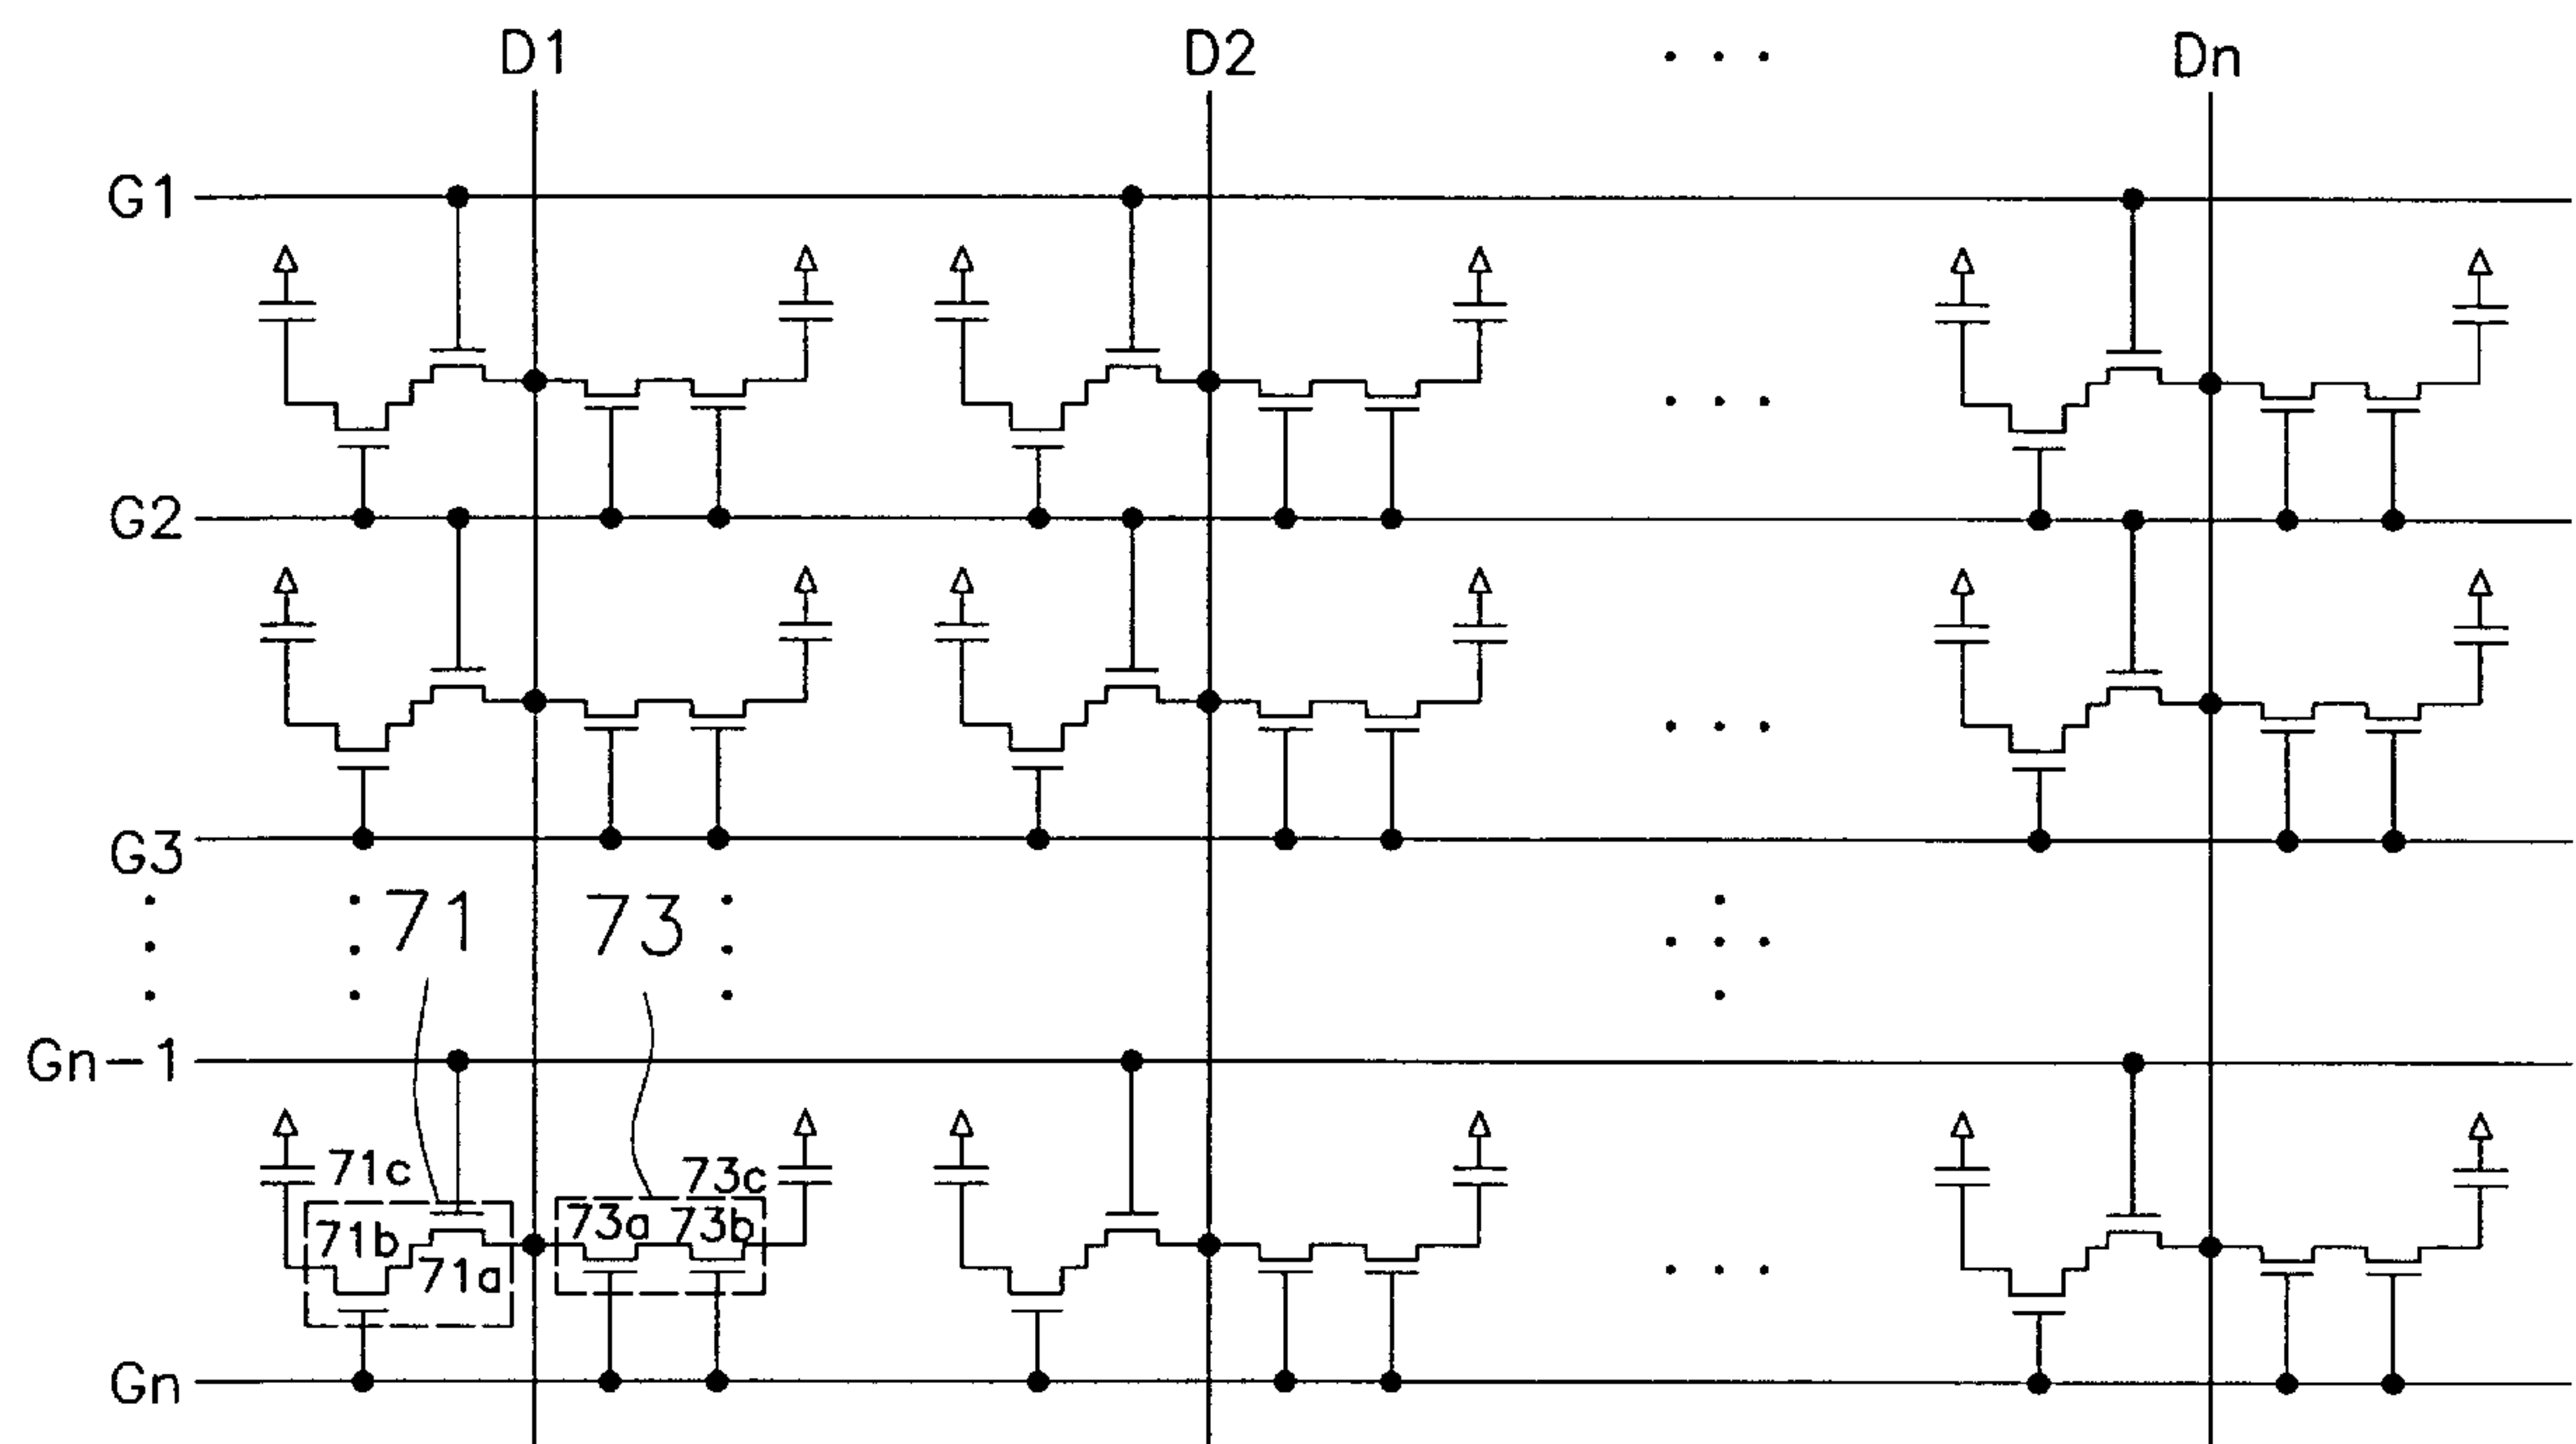 D1 D2 . . . Dn
G1
. . .
G2
. . .
G3
71 73
Gn-1
71c 73c
71b 73a 73b
71a
. . .
Gn